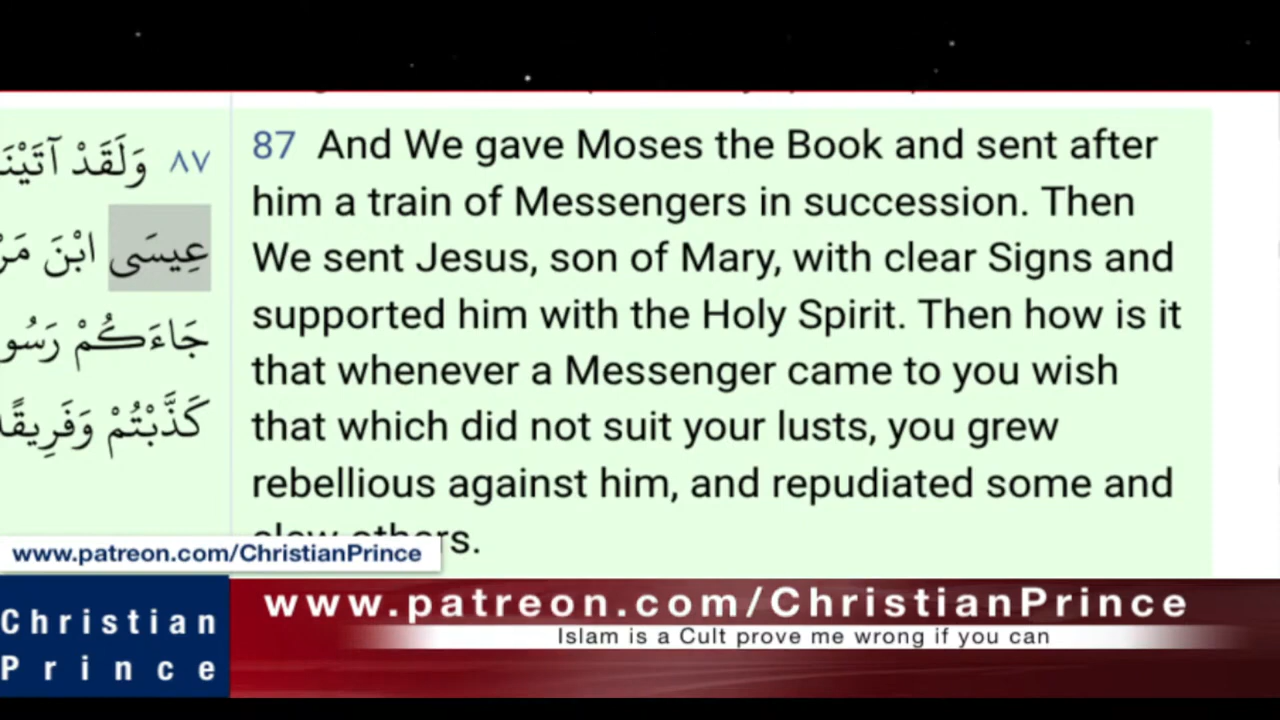 ٨٧ وَلَقَدْ آتَيْنَا
عِيسَى ابْنَ
جَاءَكُمْ
كَذَّبْتُمْ وَفَرِيقًا
87 And We gave Moses the Book and sent after
him a train of Messengers in succession. Then
We sent Jesus, son of Mary, with clear Signs and
supported him with the Holy Spirit. Then how is it
that whenever a Messenger came to you wish
that which did not suit your lusts, you grew
rebellious against him, and repudiated some and
slew others.
www.patreon.com/ChristianPrince
Christian
Prince
www.patreon.com/ChristianPrince
Islam is a Cult prove me wrong if you can